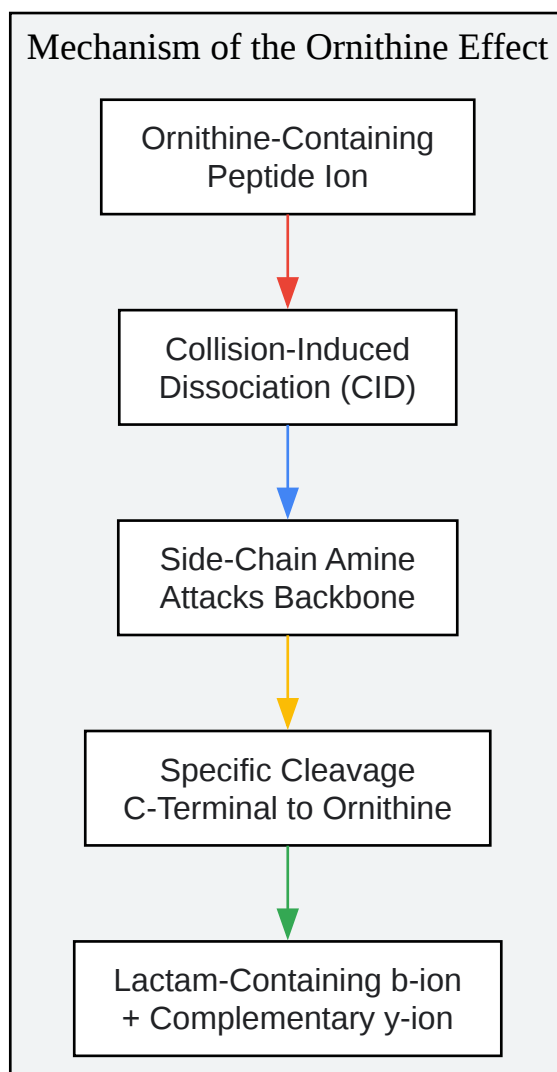 Mechanism of the Ornithine Effect
Ornithine-Containing
Peptide Ion
Collision-Induced
Dissociation (CID)
Side-Chain Amine
Attacks Backbone
Specific Cleavage
C-Terminal to Ornithine
Lactam-Containing b-ion
+ Complementary y-ion